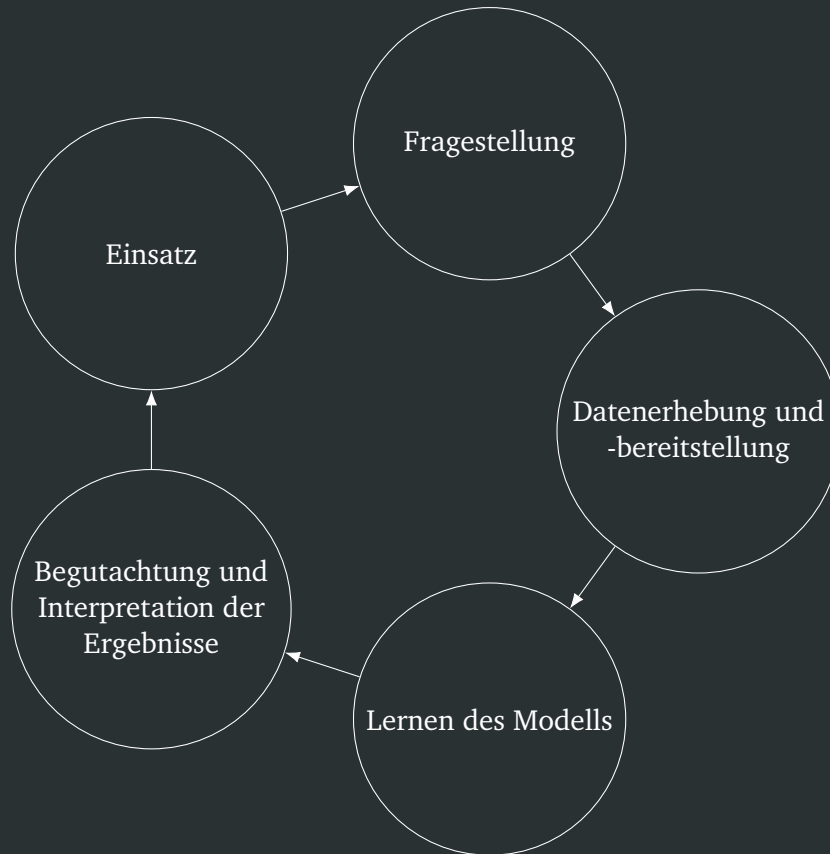 Fragestellung
Einsatz
Datenerhebung und
-bereitstellung
Begutachtung und
Interpretation der
Ergebnisse
Lernen des Modells